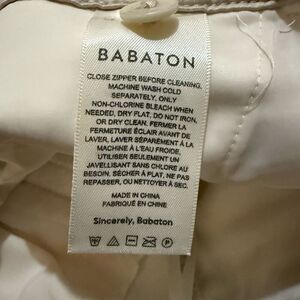 BABATON
CLOSE ZIPPER BEFORE CLEANING.
MACHINE WASH COLD
SEPARATELY, ONLY
NON-CHLORINE BLEACH WHEN
NEEDED, DRY FLAT, DO NOT IRON,
OR DRY CLEAN. FERMER LA
FERMETURE ÉCLAIR AVANT DE
LAVER, LAVER SÉPARÉMENT À LA
MACHINE À L'EAU FROIDE,
UTILISER SEULEMENT UN
JAVELLISANT SANS CHLORE AU
BESOIN, SÉCHER À PLAT, NE PAS
REPASSER, OU NETTOYER À SEC.
MADE IN CHINA
FABRIQUÉ EN CHINE
Sincerely, Babaton